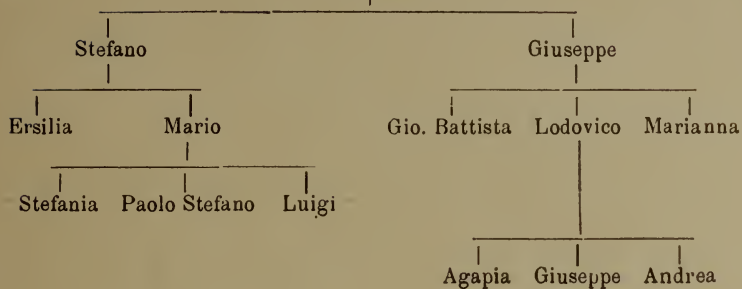 Stefano Giuseppe
Ersilia Mario Gio. Battista Lodovico Marianna
Stefania Paolo Stefano Luigi
Agapia Giuseppe Andrea